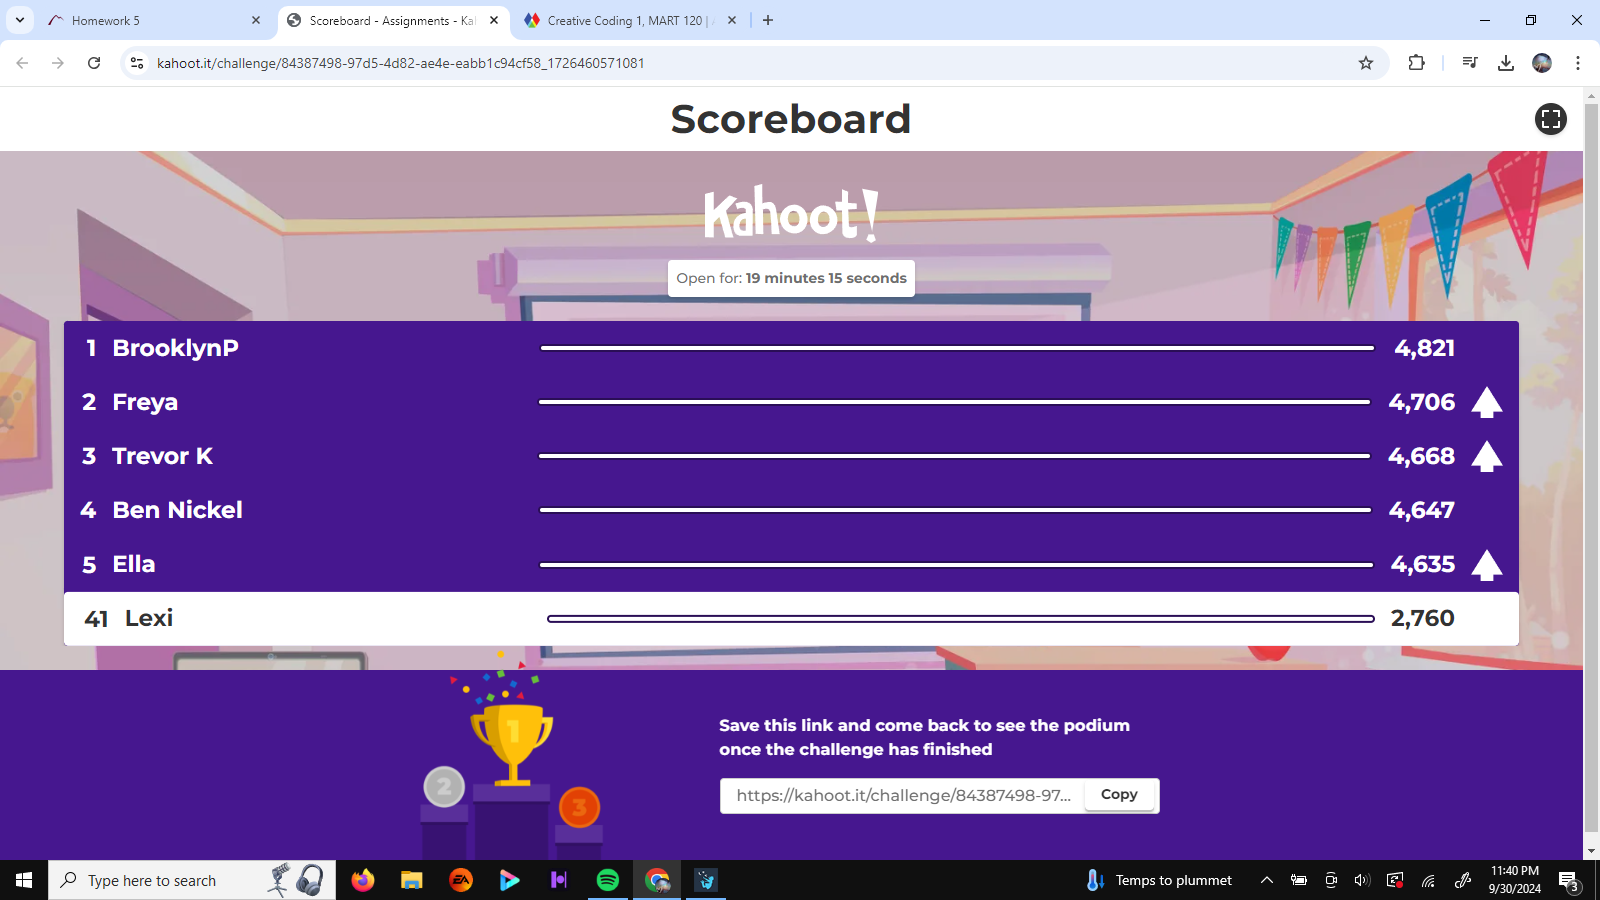 Homework 5
Scoreboard - Assignments - Ka
Creative Coding 1, MART 120 |
kahoot.it/challenge/84387498-97d5-4d82-ae4e-eabb1c94cf58_1726460571081
Scoreboard
Kahoot!
Open for: 19 minutes 15 seconds
1 BrooklynP 4,821
2 Freya 4,706
3 Trevor K 4,668
4 Ben Nickel 4,647
5 Ella 4,635
41 Lexi 2,760
1
2
3
Save this link and come back to see the podium
once the challenge has finished
https://kahoot.it/challenge/84387498-97... Copy
Type here to search
EA
Temps to plummet
11:40 PM
9/30/2024
3